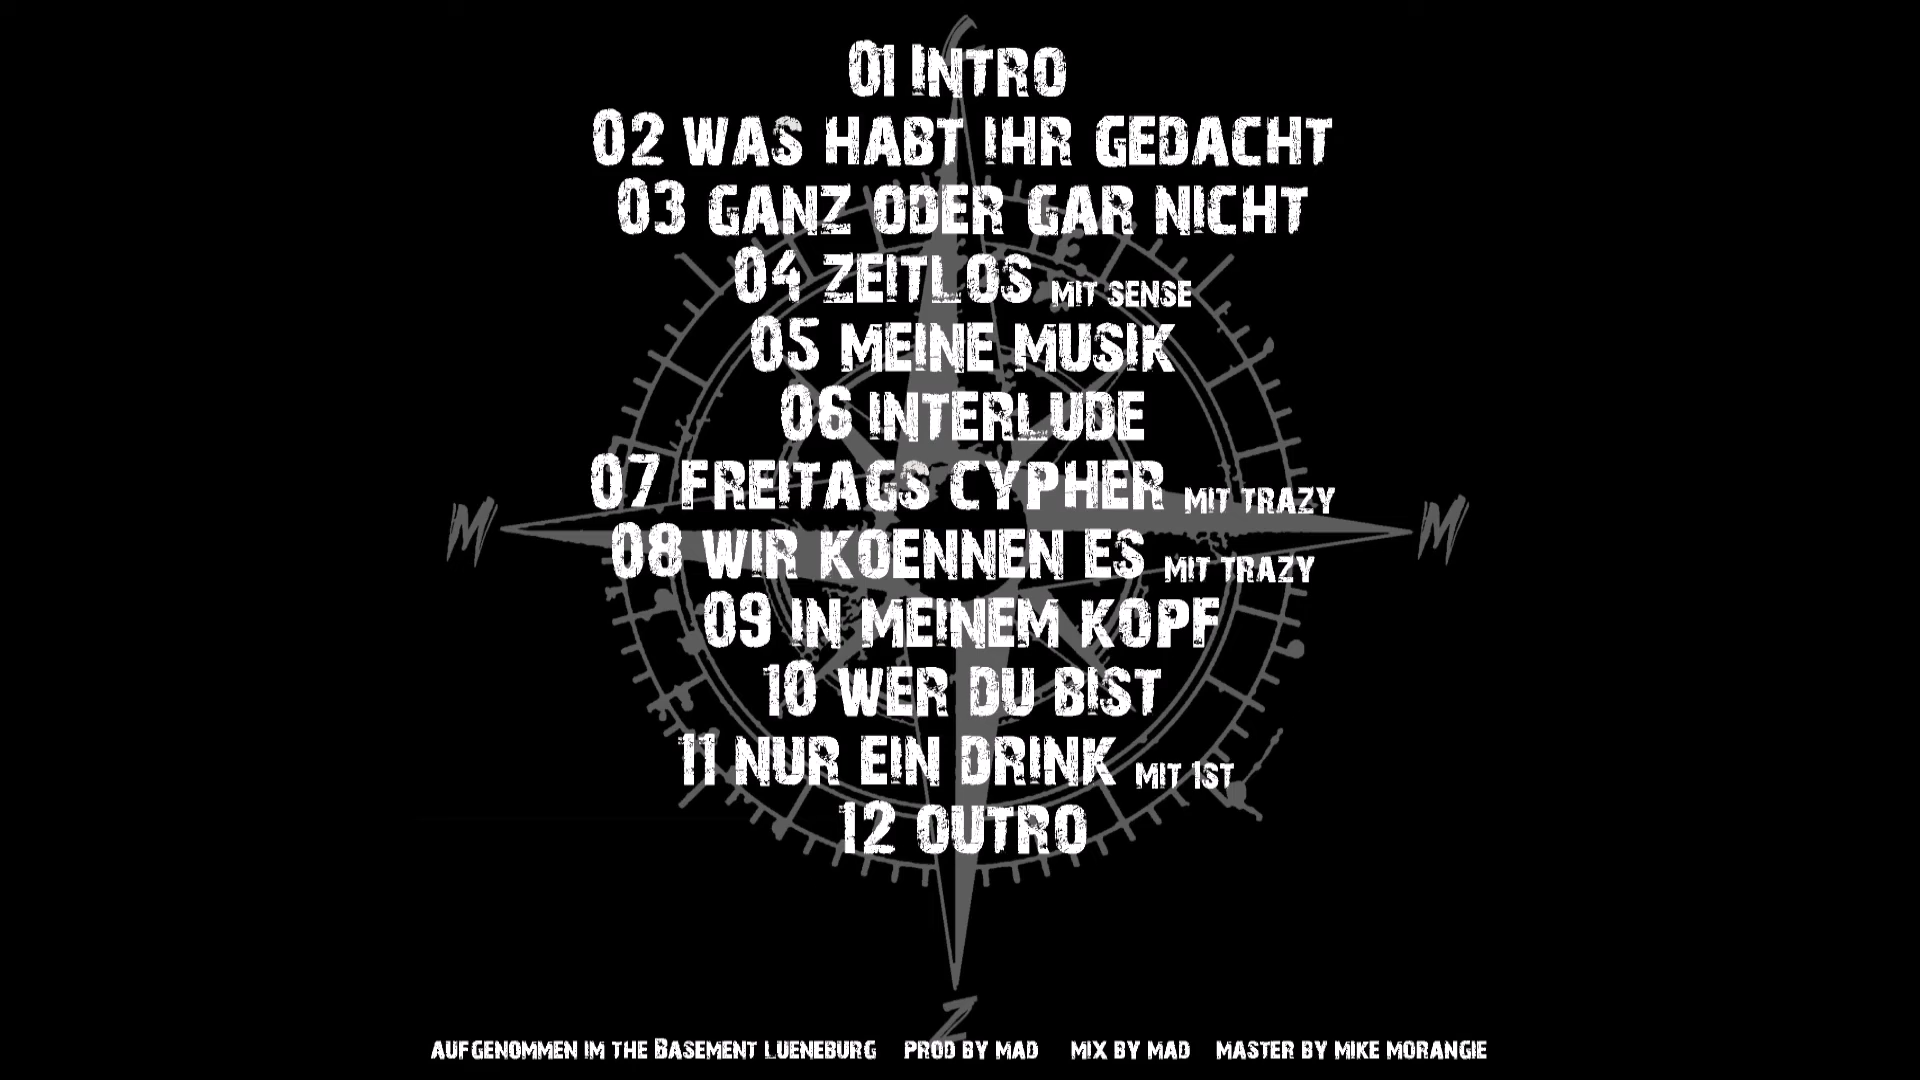 01 INTRO
02 WAS HABT IHR GEDACHT
03 GANZ ODER GAR NICHT
04 ZEITLOS MIT SENSE
05 MEINE MUSIK
06 INTERLUDE
07 FREITAGS CYPHER MIT TRAZY
08 WIR KOENNEN ES MIT TRAZY
M M
09 IN MEINEM KOPF
10 WER DU BIST
11 NUR EIN DRINK MIT 1ST
12 OUTRO
Z
AUFGENOMMEN IM THE BASEMENT LUENEBURG PROD BY MAD MIX BY MAD MASTER BY MIKE MORANGIE